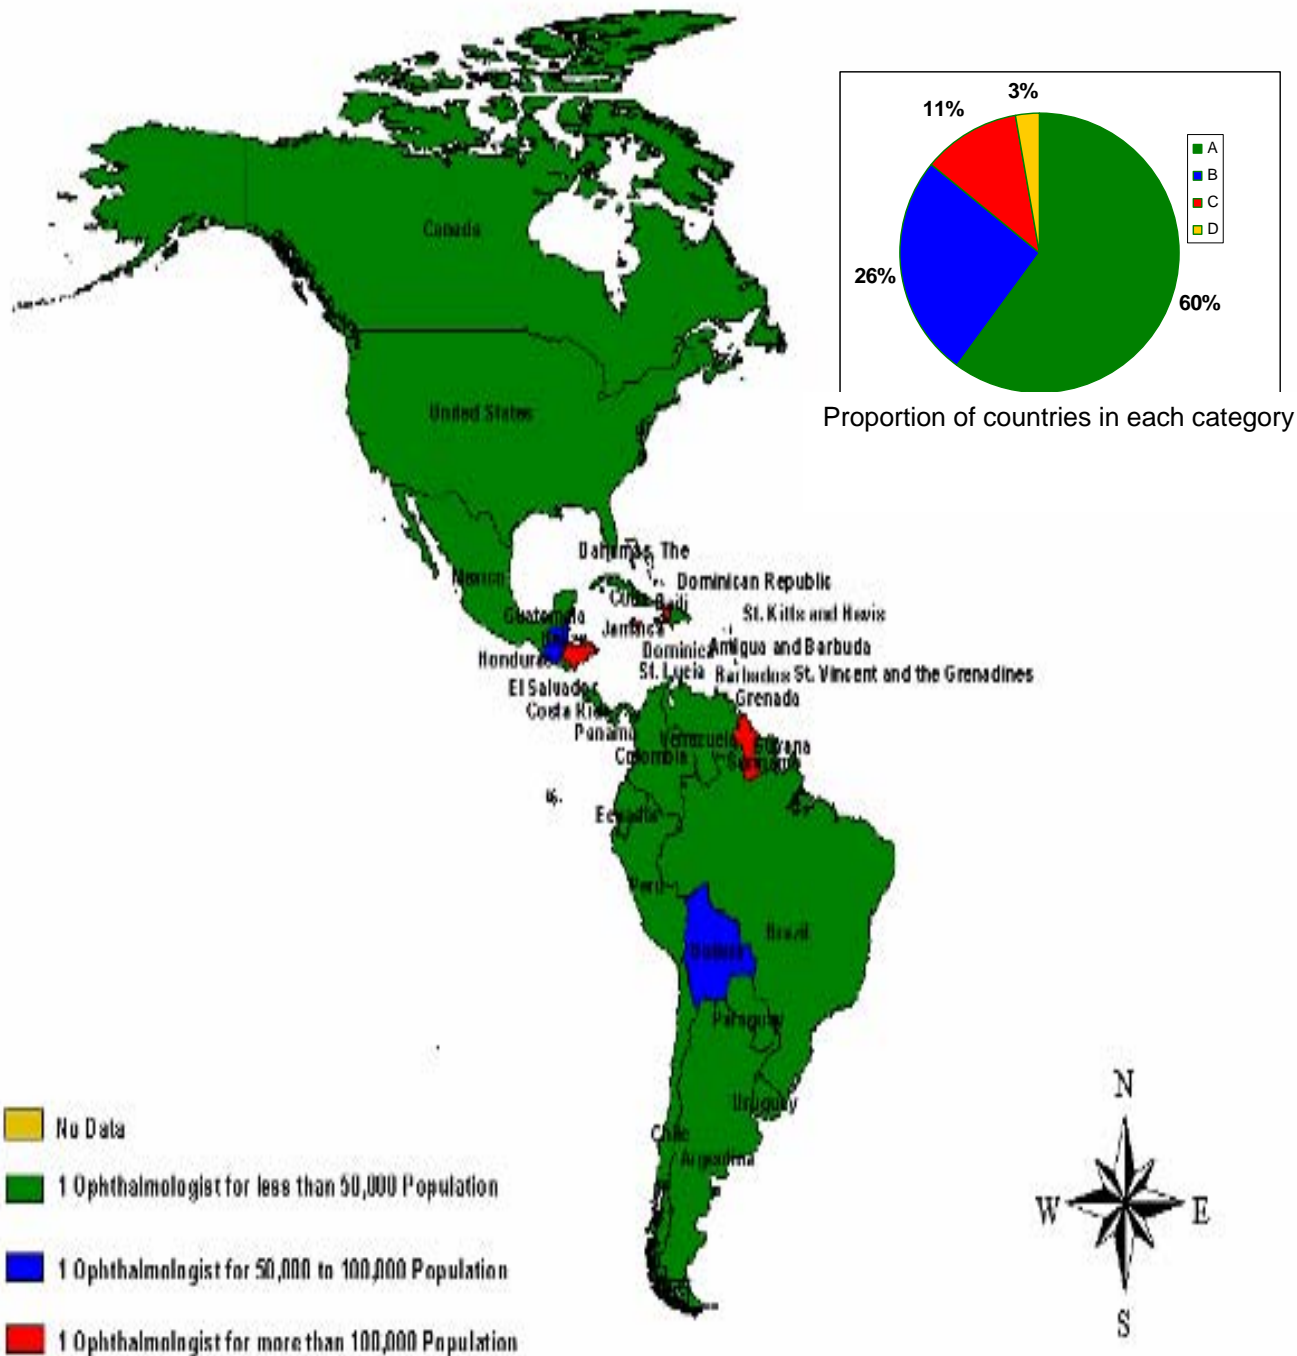 3%
11%
A
B
C
D
26%
60%
Proportion of countries in each category
Canada
United States
Bahamas, The
Mexico
Dominican Republic
Guatemala
St. Kitts and Nevis
Jamaica
Dominica
Antigua and Barbuda
Honduras
St. Lucia
Barbados St. Vincent and the Grenadines
El Salvador
Grenada
Costa Ri
Panama
Venezuela
Guyana
Colombia
Suriname
Ecuador
Peru
Brazil
Bolivia
Paraguay
Uruguay
Chile
Argentina
N
W E
S
No Data
1 Ophthalmologist for less than 50,000 Population
1 Ophthalmologist for 50,000 to 100,000 Population
1 Ophthalmologist for more than 100,000 Population